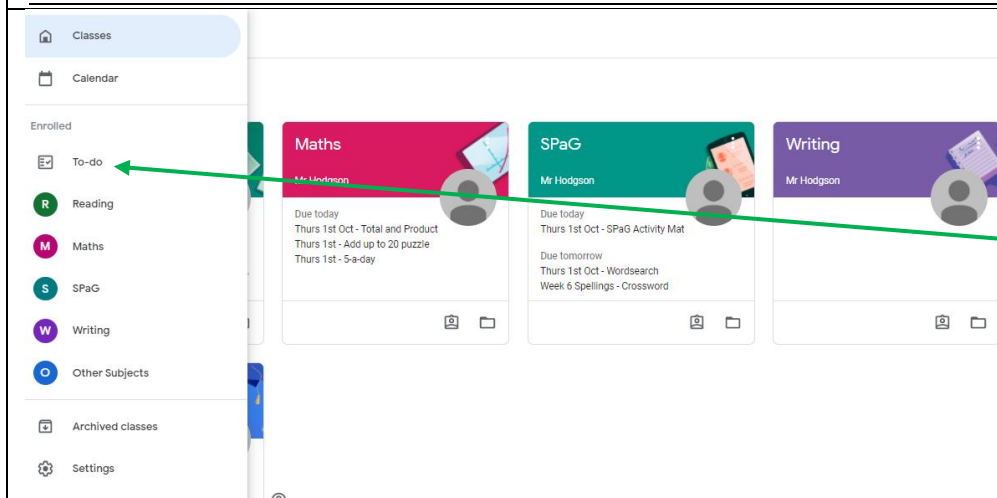 Classes
Calendar
Enrolled
To-do
R Reading
M Maths
S SPaG
W Writing
O Other Subjects
Archived classes
Settings
Maths
Mr Hodgson
Due today
Thurs 1st Oct - Total and Product
Thurs 1st - Add up to 20 puzzle
Thurs 1st - 5-a-day
SPaG
Mr Hodgson
Due today
Thurs 1st Oct - SPaG Activity Mat
Due tomorrow
Thurs 1st Oct - Wordsearch
Week 6 Spellings - Crossword
Writing
Mr Hodgson